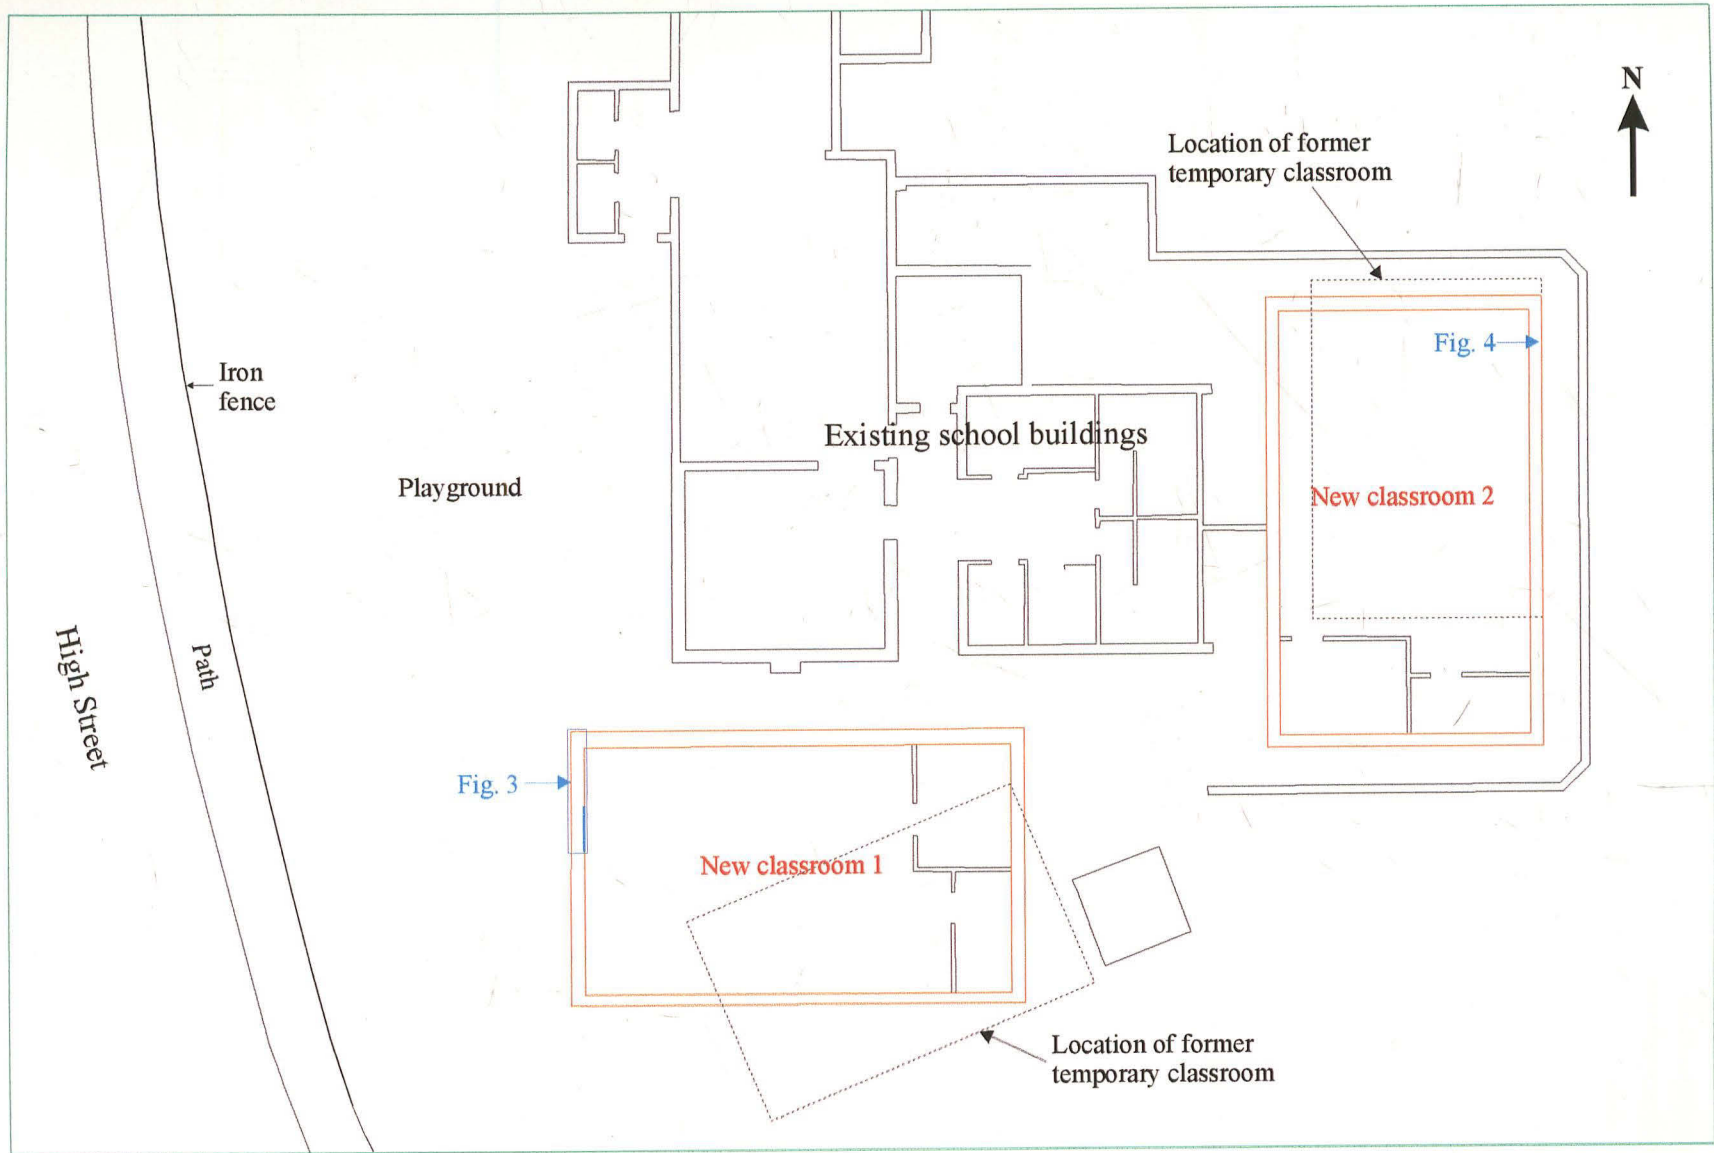 N
Location of former
temporary classroom
Fig. 4
Iron
fence
Existing school buildings
Playground
New classroom 2
High Street
Path
Fig. 3
New classroom 1
Location of former
temporary classroom